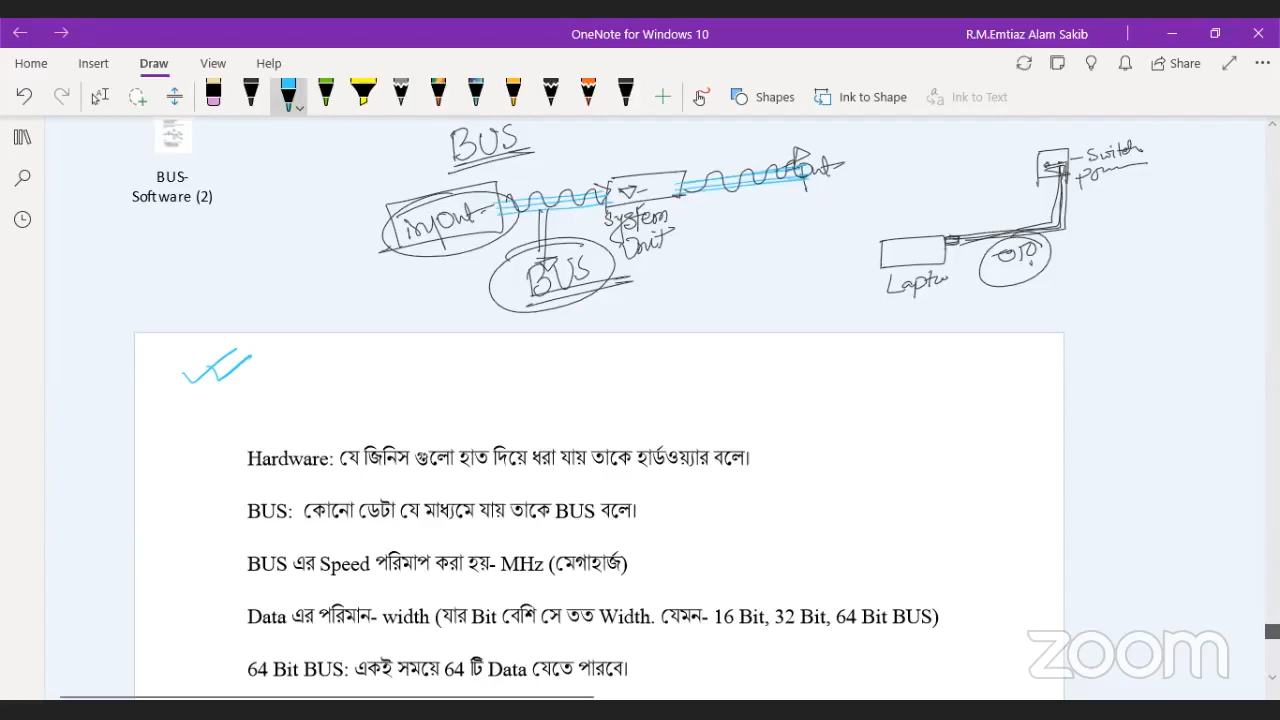 OneNote for Windows 10
R.M.Emtiaz Alam Sakib
Home Insert Draw View Help
Share
Shapes
Ink to Shape
Ink to Text
BUS-
Software (2)
BUS
input
System
Unit
BUS
Switch
power
তার
Hardware: যে জিনিস গুলো হাত দিয়ে ধরা যায় তাকে হার্ডওয়্যার বলে।
BUS: কোনো ডেটা যে মাধ্যমে যায় তাকে BUS বলে।
BUS এর Speed পরিমাপ করা হয়- MHz (মেগাহার্জ)
Data এর পরিমান- width (যার Bit বেশি সে তত Width. যেমন- 16 Bit, 32 Bit, 64 Bit BUS)
64 Bit BUS: একই সময়ে 64 টি Data যেতে পারবে।
zoom